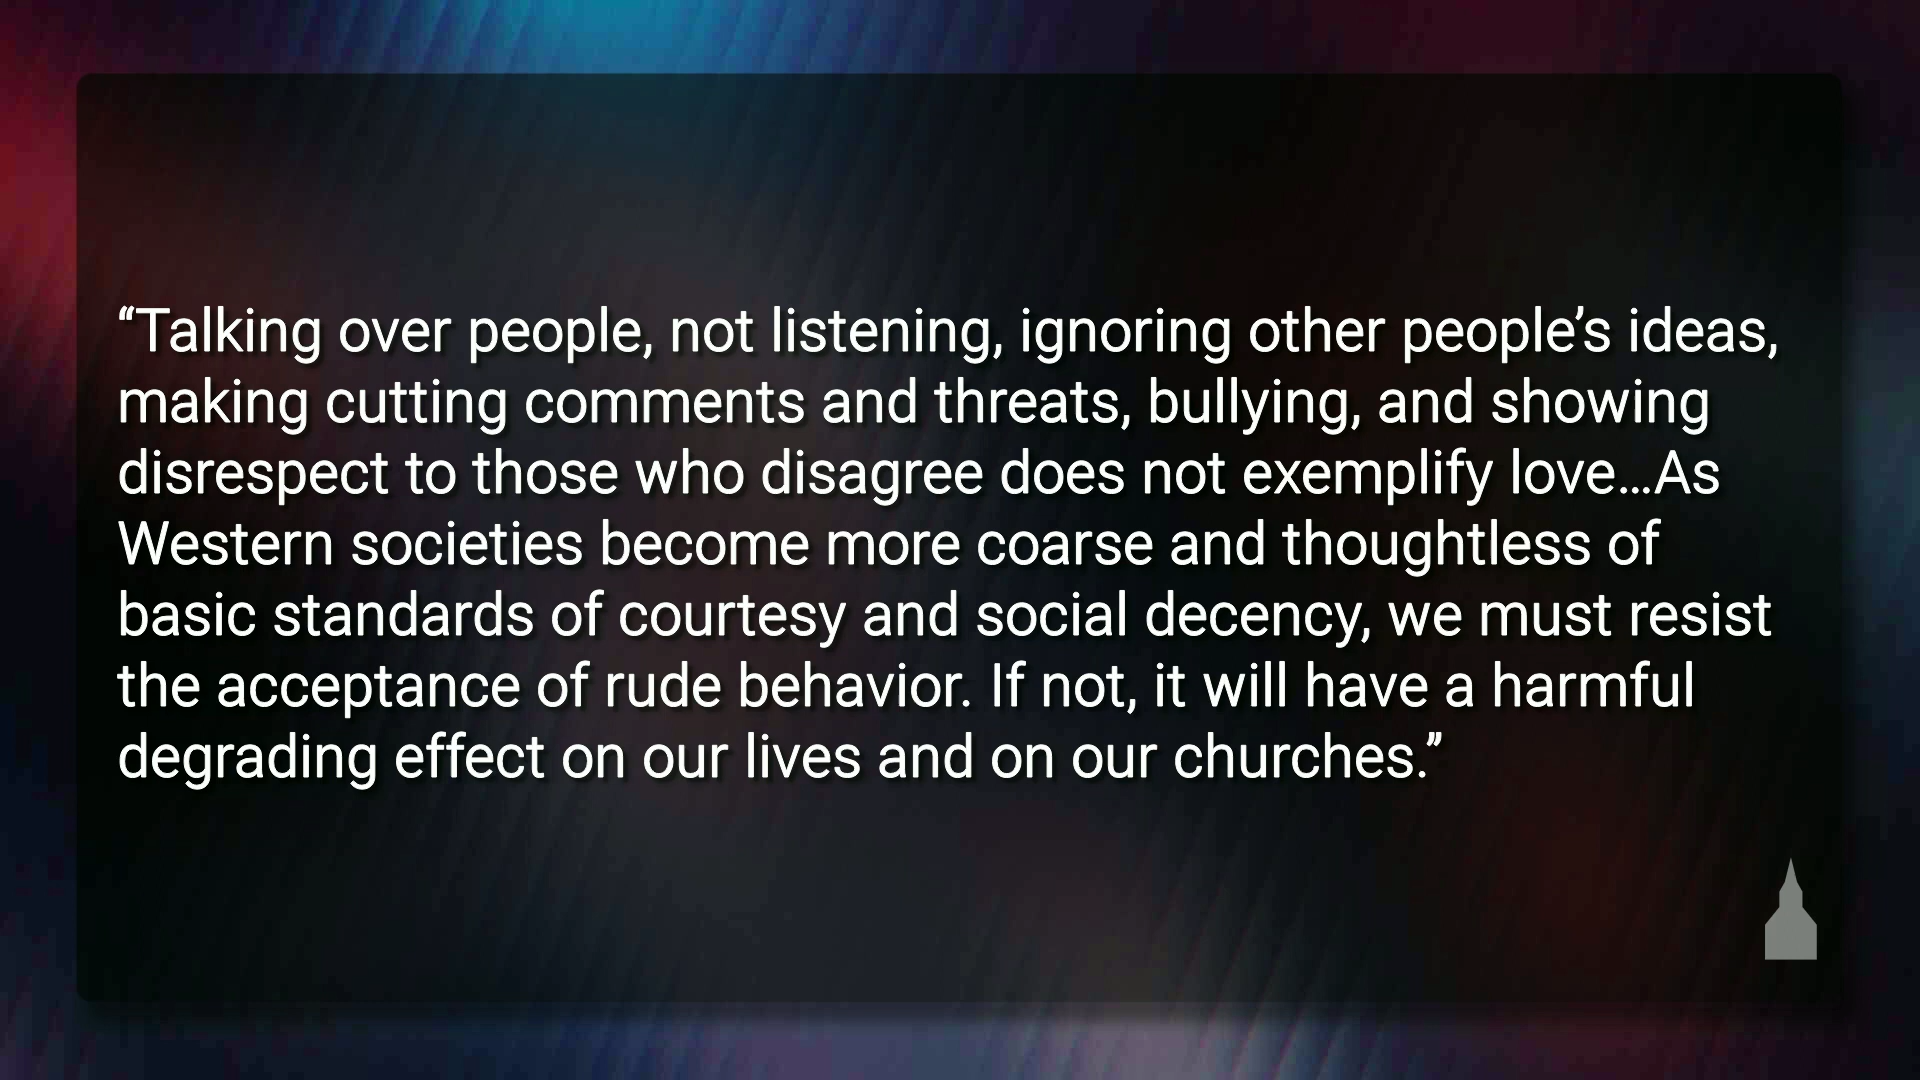 “Talking over people, not listening, ignoring other people’s ideas,
making cutting comments and threats, bullying, and showing
disrespect to those who disagree does not exemplify love…As
Western societies become more coarse and thoughtless of
basic standards of courtesy and social decency, we must resist
the acceptance of rude behavior. If not, it will have a harmful
degrading effect on our lives and on our churches.”